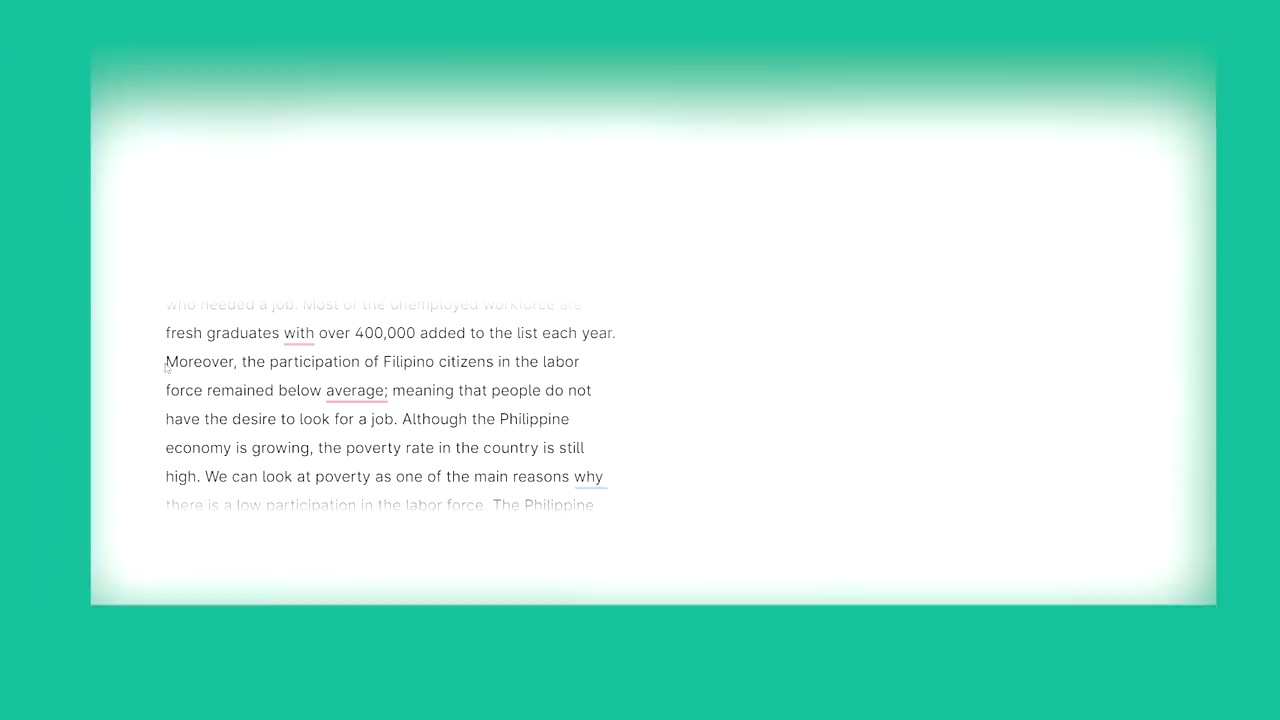 who needed a job. Most of the unemployed workforce are
fresh graduates with over 400,000 added to the list each year.
Moreover, the participation of Filipino citizens in the labor
force remained below average; meaning that people do not
have the desire to look for a job. Although the Philippine
economy is growing, the poverty rate in the country is still
high. We can look at poverty as one of the main reasons why
there is a low participation in the labor force. The Philippine